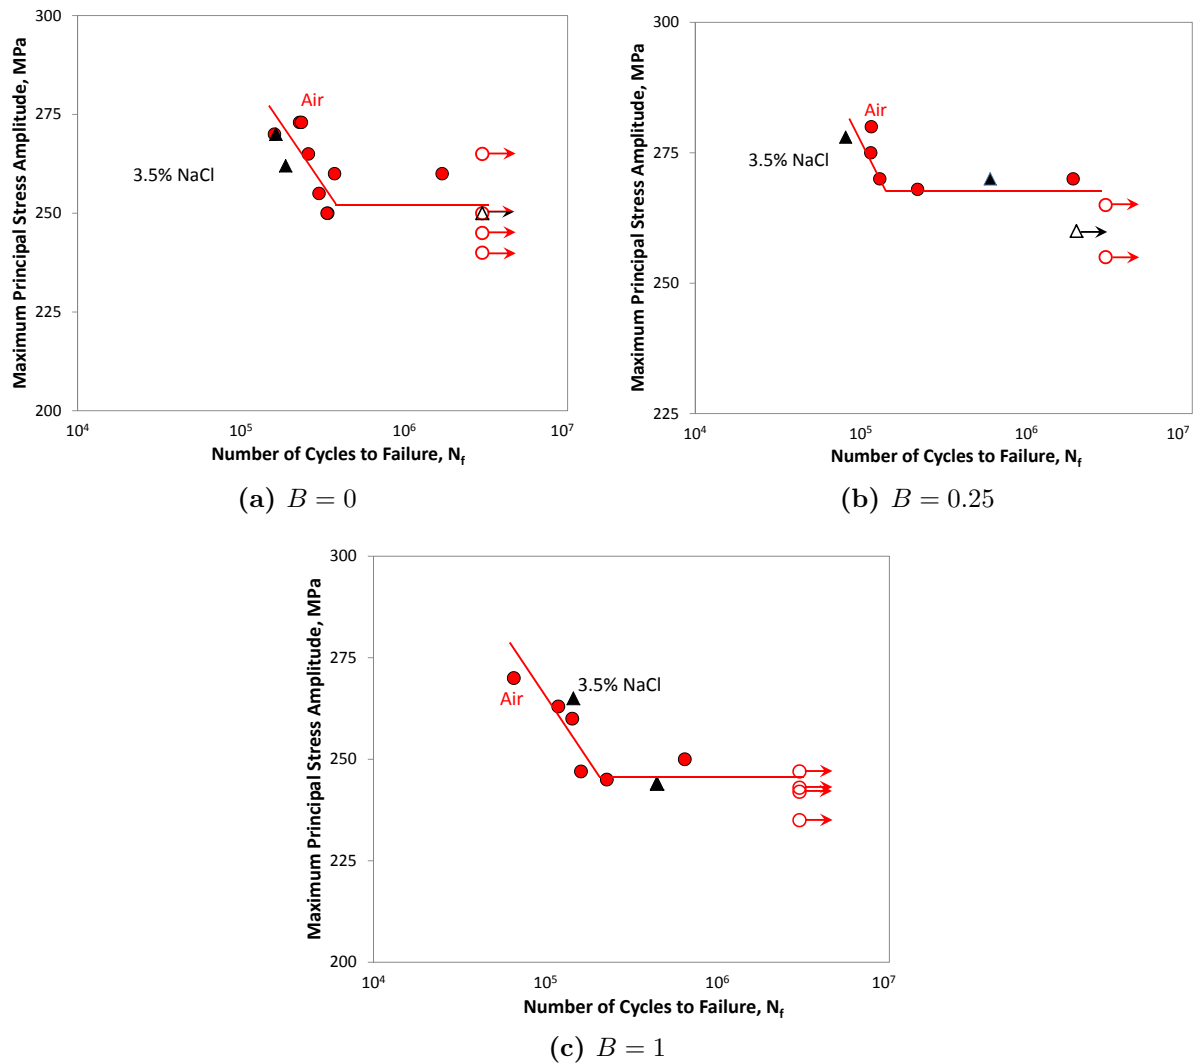 Maximum Principal Stress Amplitude, MPa
300
275
250
225
200
Air
3.5% NaCl
10⁴
10⁵
10⁶
10⁷
Number of Cycles to Failure, Nf
(a) B = 0
Maximum Principal Stress Amplitude, MPa
300
275
250
225
Air
3.5% NaCl
10⁴
10⁵
10⁶
10⁷
Number of Cycles to Failure, Nf
(b) B = 0.25
Maximum Principal Stress Amplitude, MPa
300
275
250
225
200
3.5% NaCl
Air
10⁴
10⁵
10⁶
10⁷
Number of Cycles to Failure, Nf
(c) B = 1